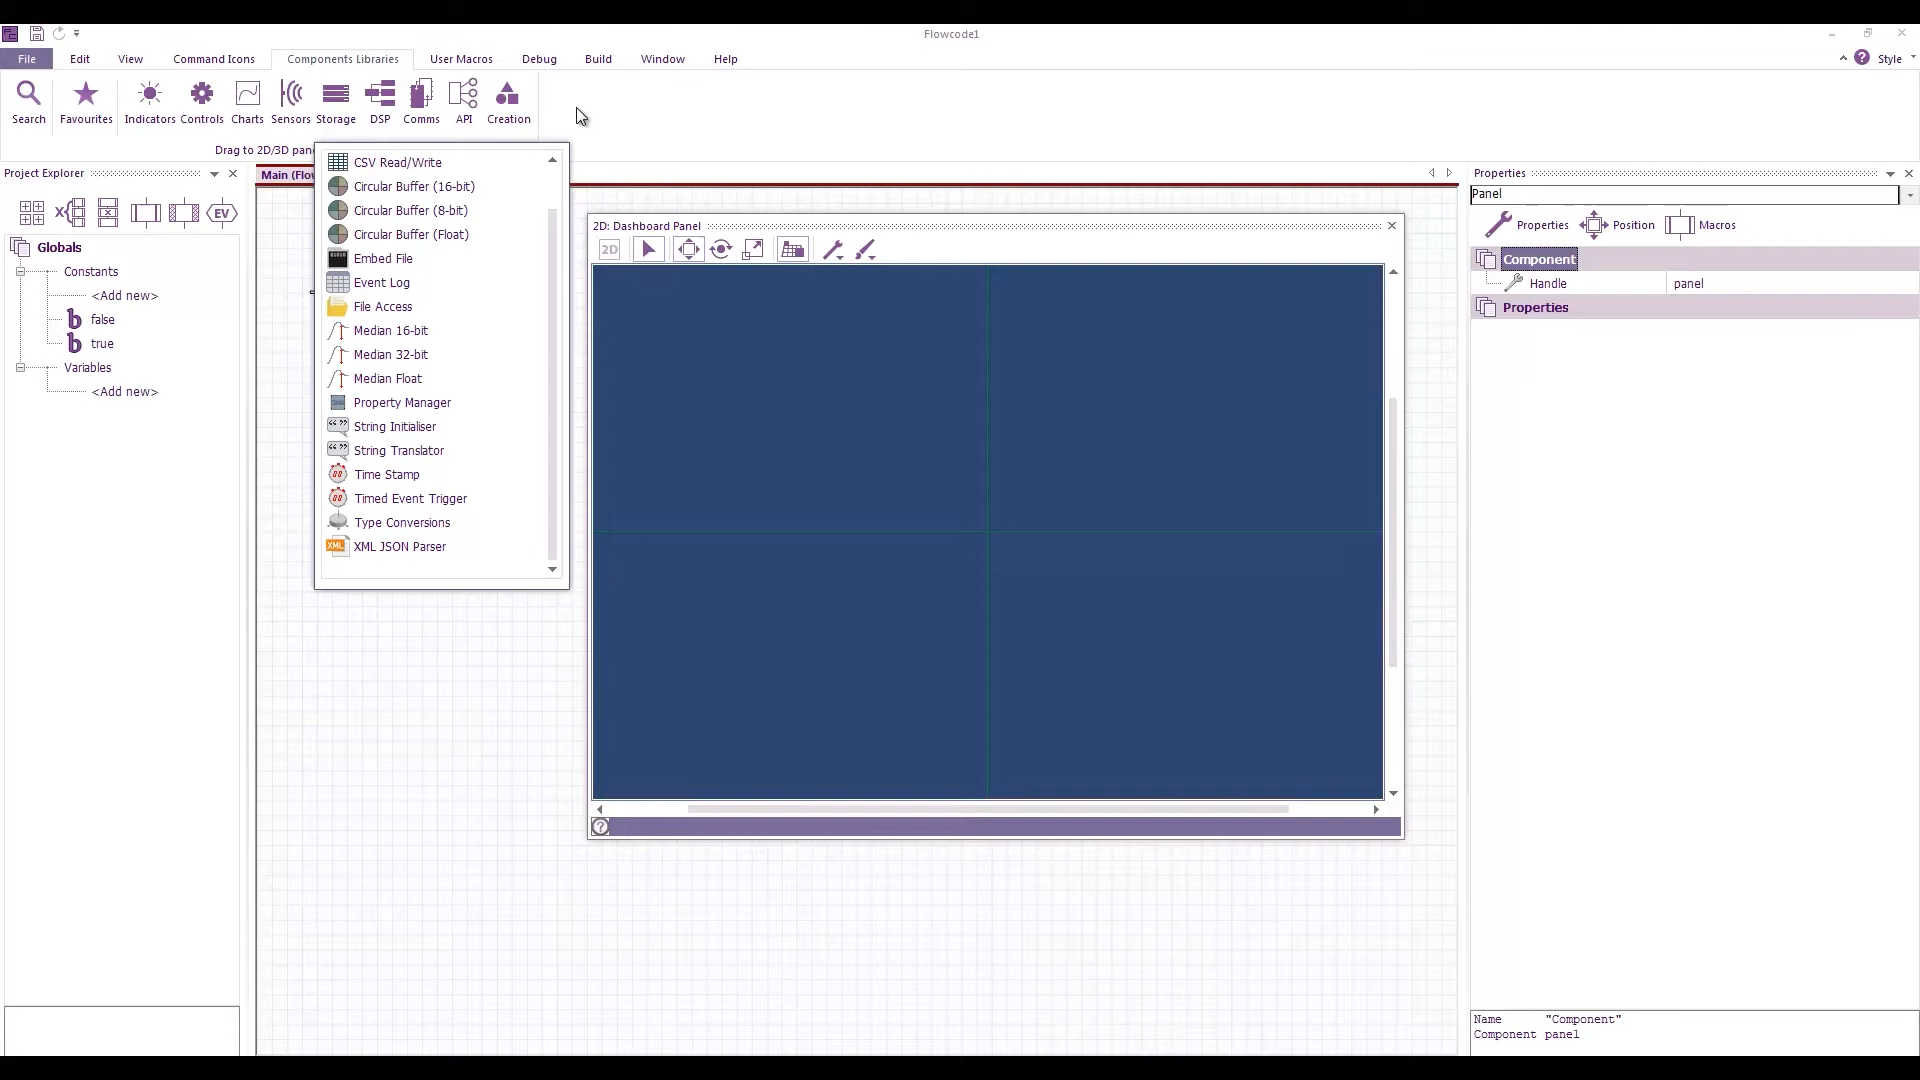 Flowcode1
File Edit View Command Icons Components Libraries User Macros Debug Build Window Help Style
Search Favourites Indicators Controls Charts Sensors Storage DSP Comms API Creation
Drag to 2D/3D pan
Project Explorer
EV
Globals
Constants
<Add new>
false
true
Variables
<Add new>
Main (Flo
CSV Read/Write
Circular Buffer (16-bit)
Circular Buffer (8-bit)
Circular Buffer (Float)
Embed File
Event Log
File Access
Median 16-bit
Median 32-bit
Median Float
Property Manager
String Initialiser
String Translator
Time Stamp
Timed Event Trigger
Type Conversions
XML JSON Parser
2D: Dashboard Panel
2D
Properties
Panel
Properties Position Macros
Component
Handle panel
Properties
Name "Component"
Component panel